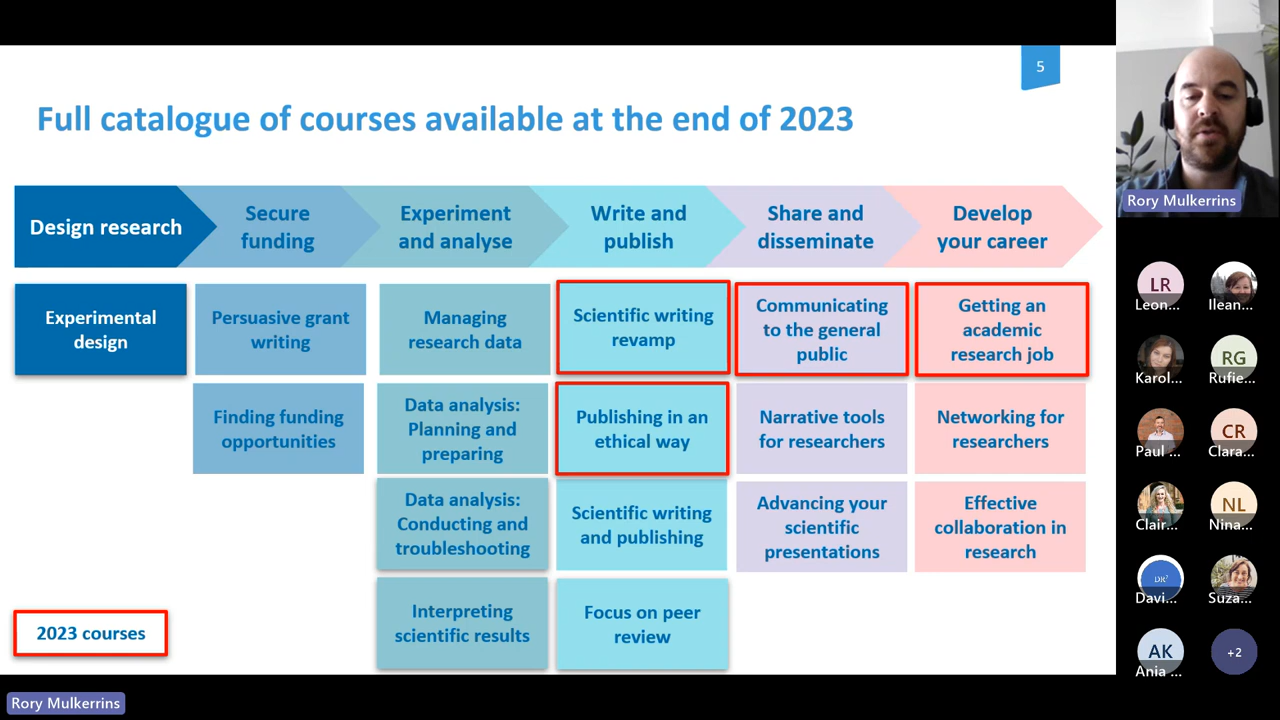 5
Full catalogue of courses available at the end of 2023
Design research
Secure
funding
Experiment
and analyse
Write and
publish
Share and
disseminate
Develop
your career
Experimental
design
Persuasive grant
writing
Managing
research data
Scientific writing
revamp
Communicating
to the general
public
Getting an
academic
research job
Finding funding
opportunities
Data analysis:
Planning and
preparing
Publishing in an
ethical way
Narrative tools
for researchers
Networking for
researchers
Data analysis:
Conducting and
troubleshooting
Scientific writing
and publishing
Advancing your
scientific
presentations
Effective
collaboration in
research
Interpreting
scientific results
Focus on peer
review
2023 courses
Rory Mulkerrins
Rory Mulkerrins
LR
Leon...
Ilean...
Karol...
RG
Rufie...
Paul ...
CR
Clara...
Clair...
NL
Nina...
DR
Davi...
Suza...
AK
Ania ...
+2